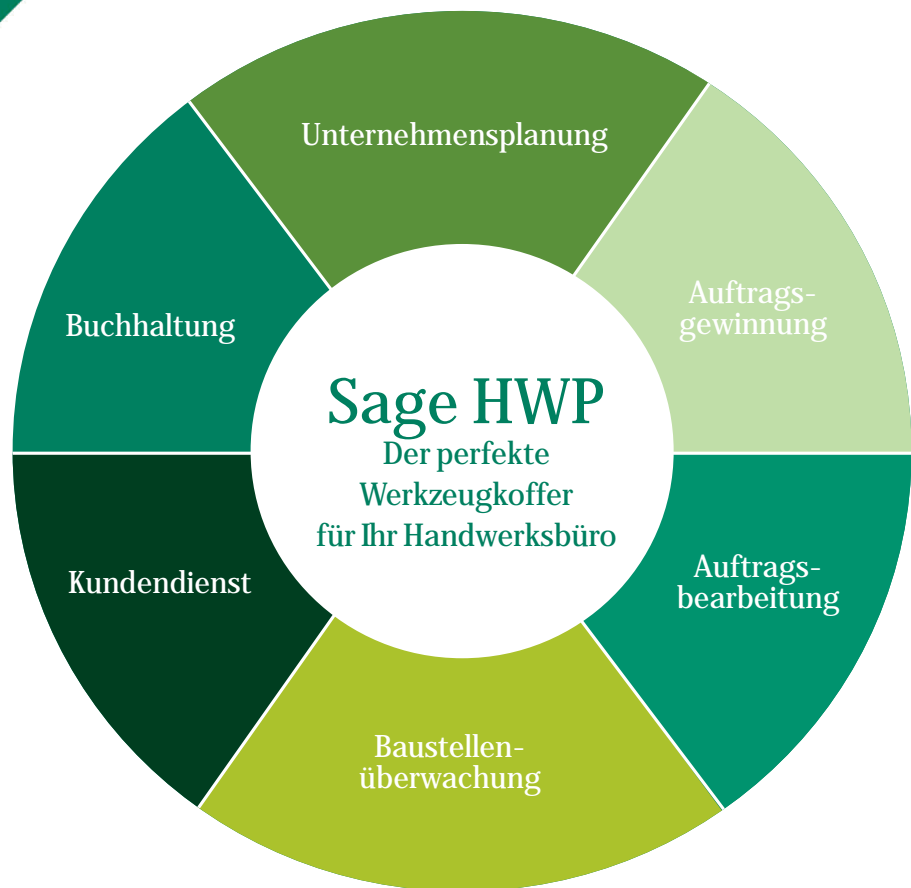 Unternehmensplanung
Auftrags-
gewinnung
Buchhaltung
Sage HWP
Der perfekte
Werkzeugkoffer
für Ihr Handwerksbüro
Auftrags-
bearbeitung
Kundendienst
Baustellen-
überwachung